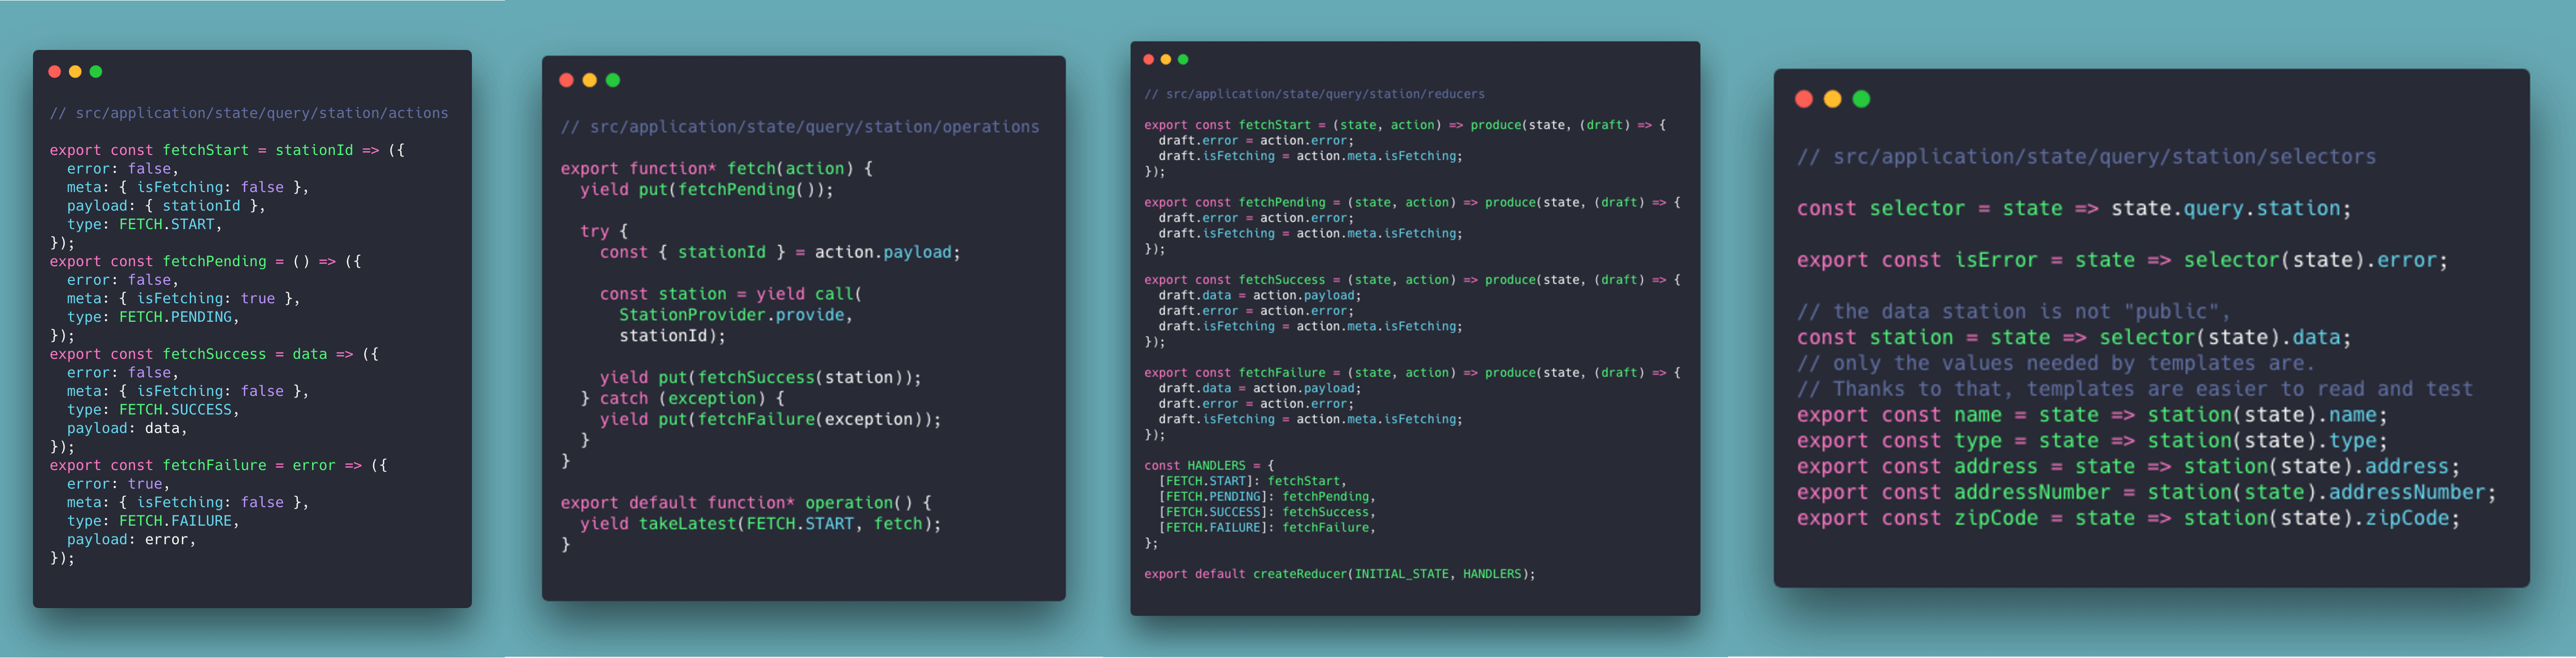 // src/application/state/query/station/actions

export const fetchStart = stationId => ({
  error: false,
  meta: { isFetching: false },
  payload: { stationId },
  type: FETCH.START,
});
export const fetchPending = () => ({
  error: false,
  meta: { isFetching: true },
  type: FETCH.PENDING,
});
export const fetchSuccess = data => ({
  error: false,
  meta: { isFetching: false },
  type: FETCH.SUCCESS,
  payload: data,
});
export const fetchFailure = error => ({
  error: true,
  meta: { isFetching: false },
  type: FETCH.FAILURE,
  payload: error,
});

// src/application/state/query/station/operations

export function* fetch(action) {
  yield put(fetchPending());

  try {
    const { stationId } = action.payload;

    const station = yield call(
      StationProvider.provide,
      stationId);

    yield put(fetchSuccess(station));
  } catch (exception) {
    yield put(fetchFailure(exception));
  }
}

export default function* operation() {
  yield takeLatest(FETCH.START, fetch);
}

// src/application/state/query/station/reducers

export const fetchStart = (state, action) => produce(state, (draft) => {
  draft.error = action.error;
  draft.isFetching = action.meta.isFetching;
});

export const fetchPending = (state, action) => produce(state, (draft) => {
  draft.error = action.error;
  draft.isFetching = action.meta.isFetching;
});

export const fetchSuccess = (state, action) => produce(state, (draft) => {
  draft.data = action.payload;
  draft.error = action.error;
  draft.isFetching = action.meta.isFetching;
});

export const fetchFailure = (state, action) => produce(state, (draft) => {
  draft.data = action.payload;
  draft.error = action.error;
  draft.isFetching = action.meta.isFetching;
});

const HANDLERS = {
  [FETCH.START]: fetchStart,
  [FETCH.PENDING]: fetchPending,
  [FETCH.SUCCESS]: fetchSuccess,
  [FETCH.FAILURE]: fetchFailure,
};

export default createReducer(INITIAL_STATE, HANDLERS);

// src/application/state/query/station/selectors

const selector = state => state.query.station;

export const isError = state => selector(state).error;

// the data station is not "public",
const station = state => selector(state).data;
// only the values needed by templates are.
// Thanks to that, templates are easier to read and test
export const name = state => station(state).name;
export const type = state => station(state).type;
export const address = state => station(state).address;
export const addressNumber = station(state).addressNumber;
export const zipCode = state => station(state).zipCode;